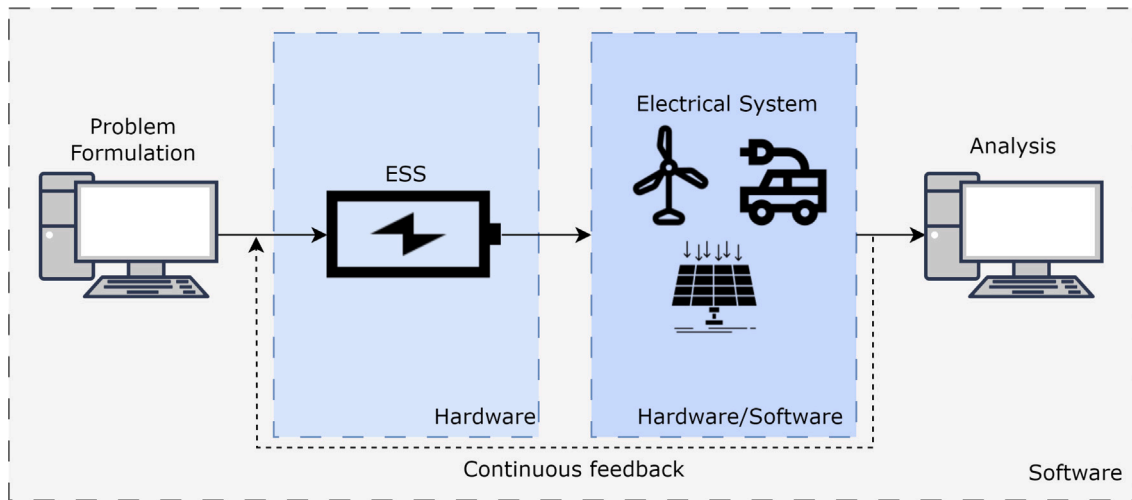 Problem
Formulation
ESS
Electrical System
Analysis
Hardware
Hardware/Software
Continuous feedback
Software